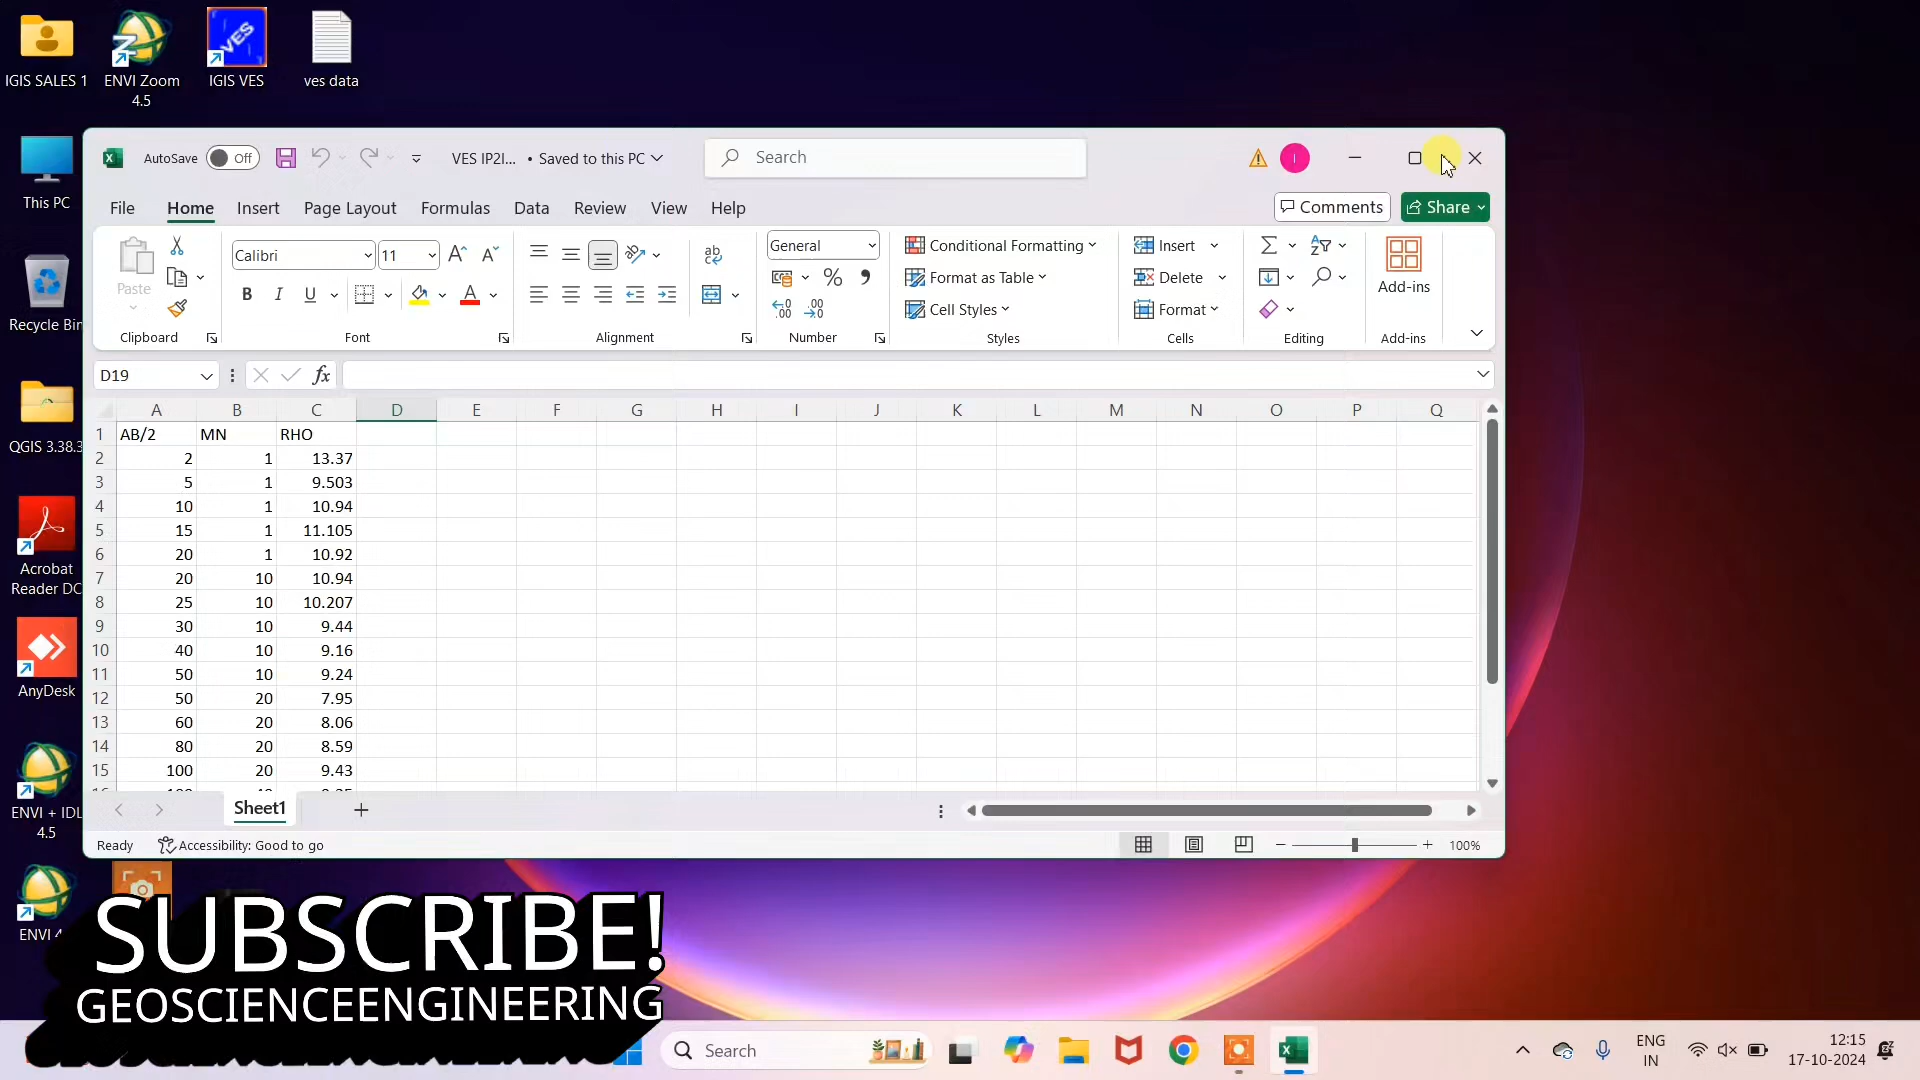 IGIS SALES 1
ENVI Zoom
4.5
IGIS VES
ves data
This PC
Recycle Bin
QGIS 3.38.3
Acrobat
Reader DC
AnyDesk
ENVI + IDL
4.5
ENVI 4
AutoSave Off
VES IP2I... • Saved to this PC
Search
File Home Insert Page Layout Formulas Data Review View Help
Comments Share
Paste
Clipboard
Calibri 11
B I U
Font
Alignment
General
Number
Conditional Formatting
Format as Table
Cell Styles
Styles
Insert
Delete
Format
Cells
Editing
Add-ins
Add-ins
D19
fx
A B C D E F G H I J K L M N O P Q
1 AB/2 MN RHO
2 2 1 13.37
3 5 1 9.503
4 10 1 10.94
5 15 1 11.105
6 20 1 10.92
7 20 10 10.94
8 25 10 10.207
9 30 10 9.44
10 40 10 9.16
11 50 10 9.24
12 50 20 7.95
13 60 20 8.06
14 80 20 8.59
15 100 20 9.43
Sheet1
Ready Accessibility: Good to go
100%
SUBSCRIBE!
GEOSCIENCEENGINEERING
Search
ENG
IN
12:15
17-10-2024